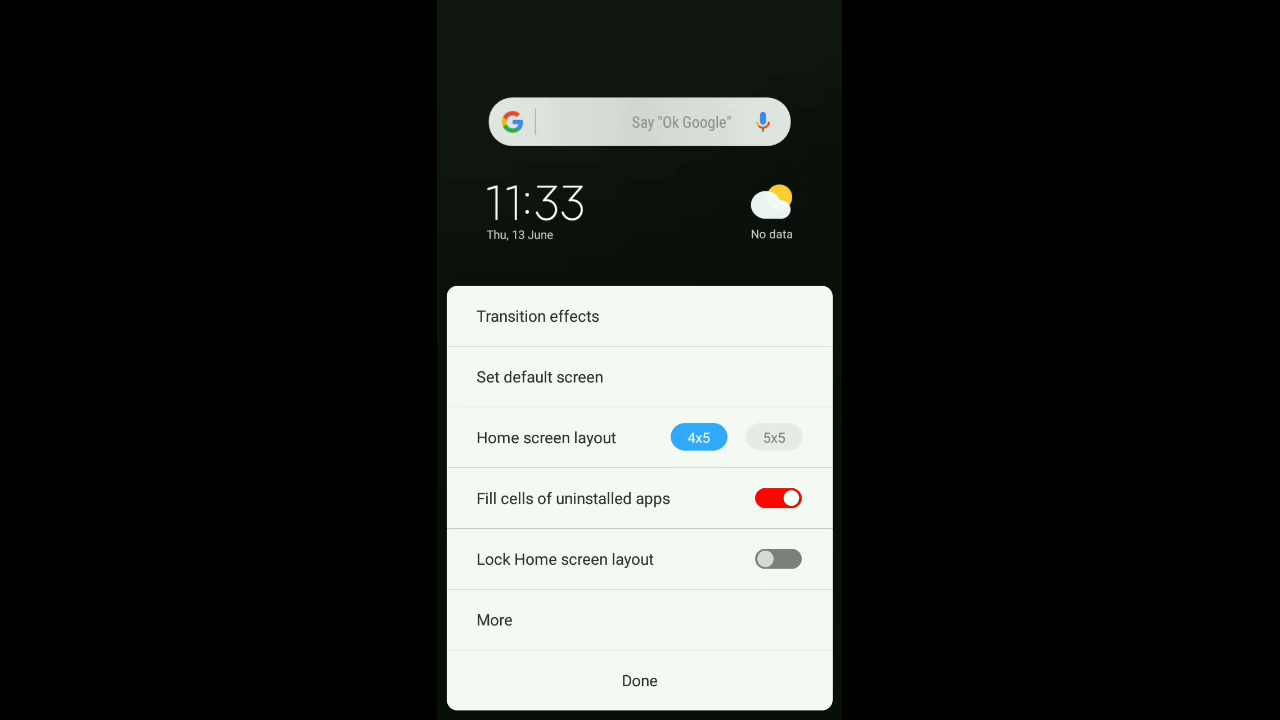 Say "Ok Google"
11:33
Thu, 13 June
No data
Transition effects
Set default screen
Home screen layout 4x5 5x5
Fill cells of uninstalled apps
Lock Home screen layout
More
Done